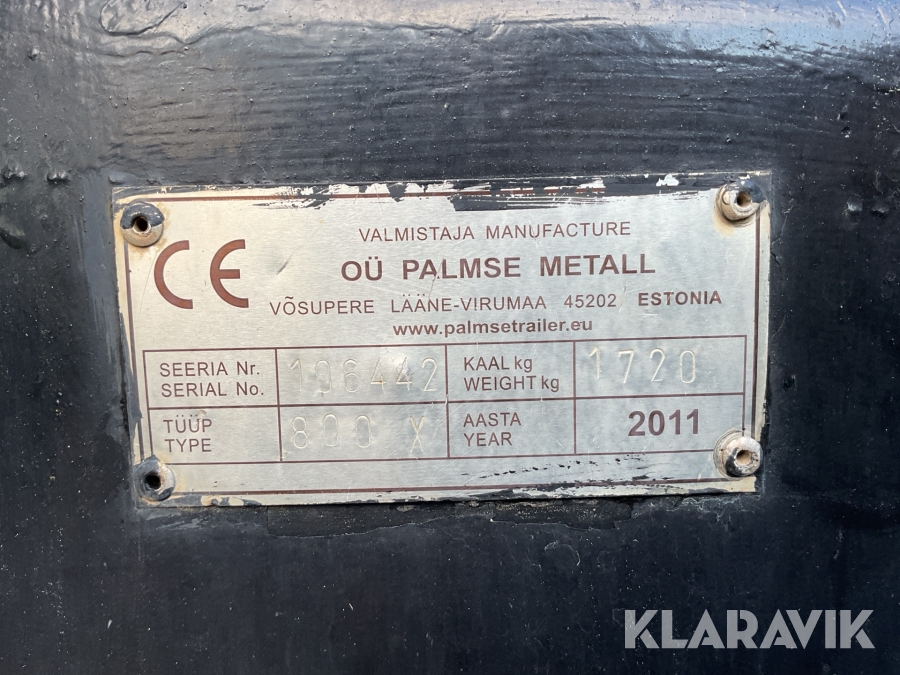 CE
VALMISTAJA MANUFACTURE
OÜ PALMSE METALL
VÕSUPERE LÄÄNE-VIRUMAA 45202 ESTONIA
www.palmsetrailer.eu
SEERIA Nr. 106442 KAAL kg 1720
SERIAL No. WEIGHT kg
TÜÜP 800 X AASTA 2011
TYPE YEAR
KLARAVIK